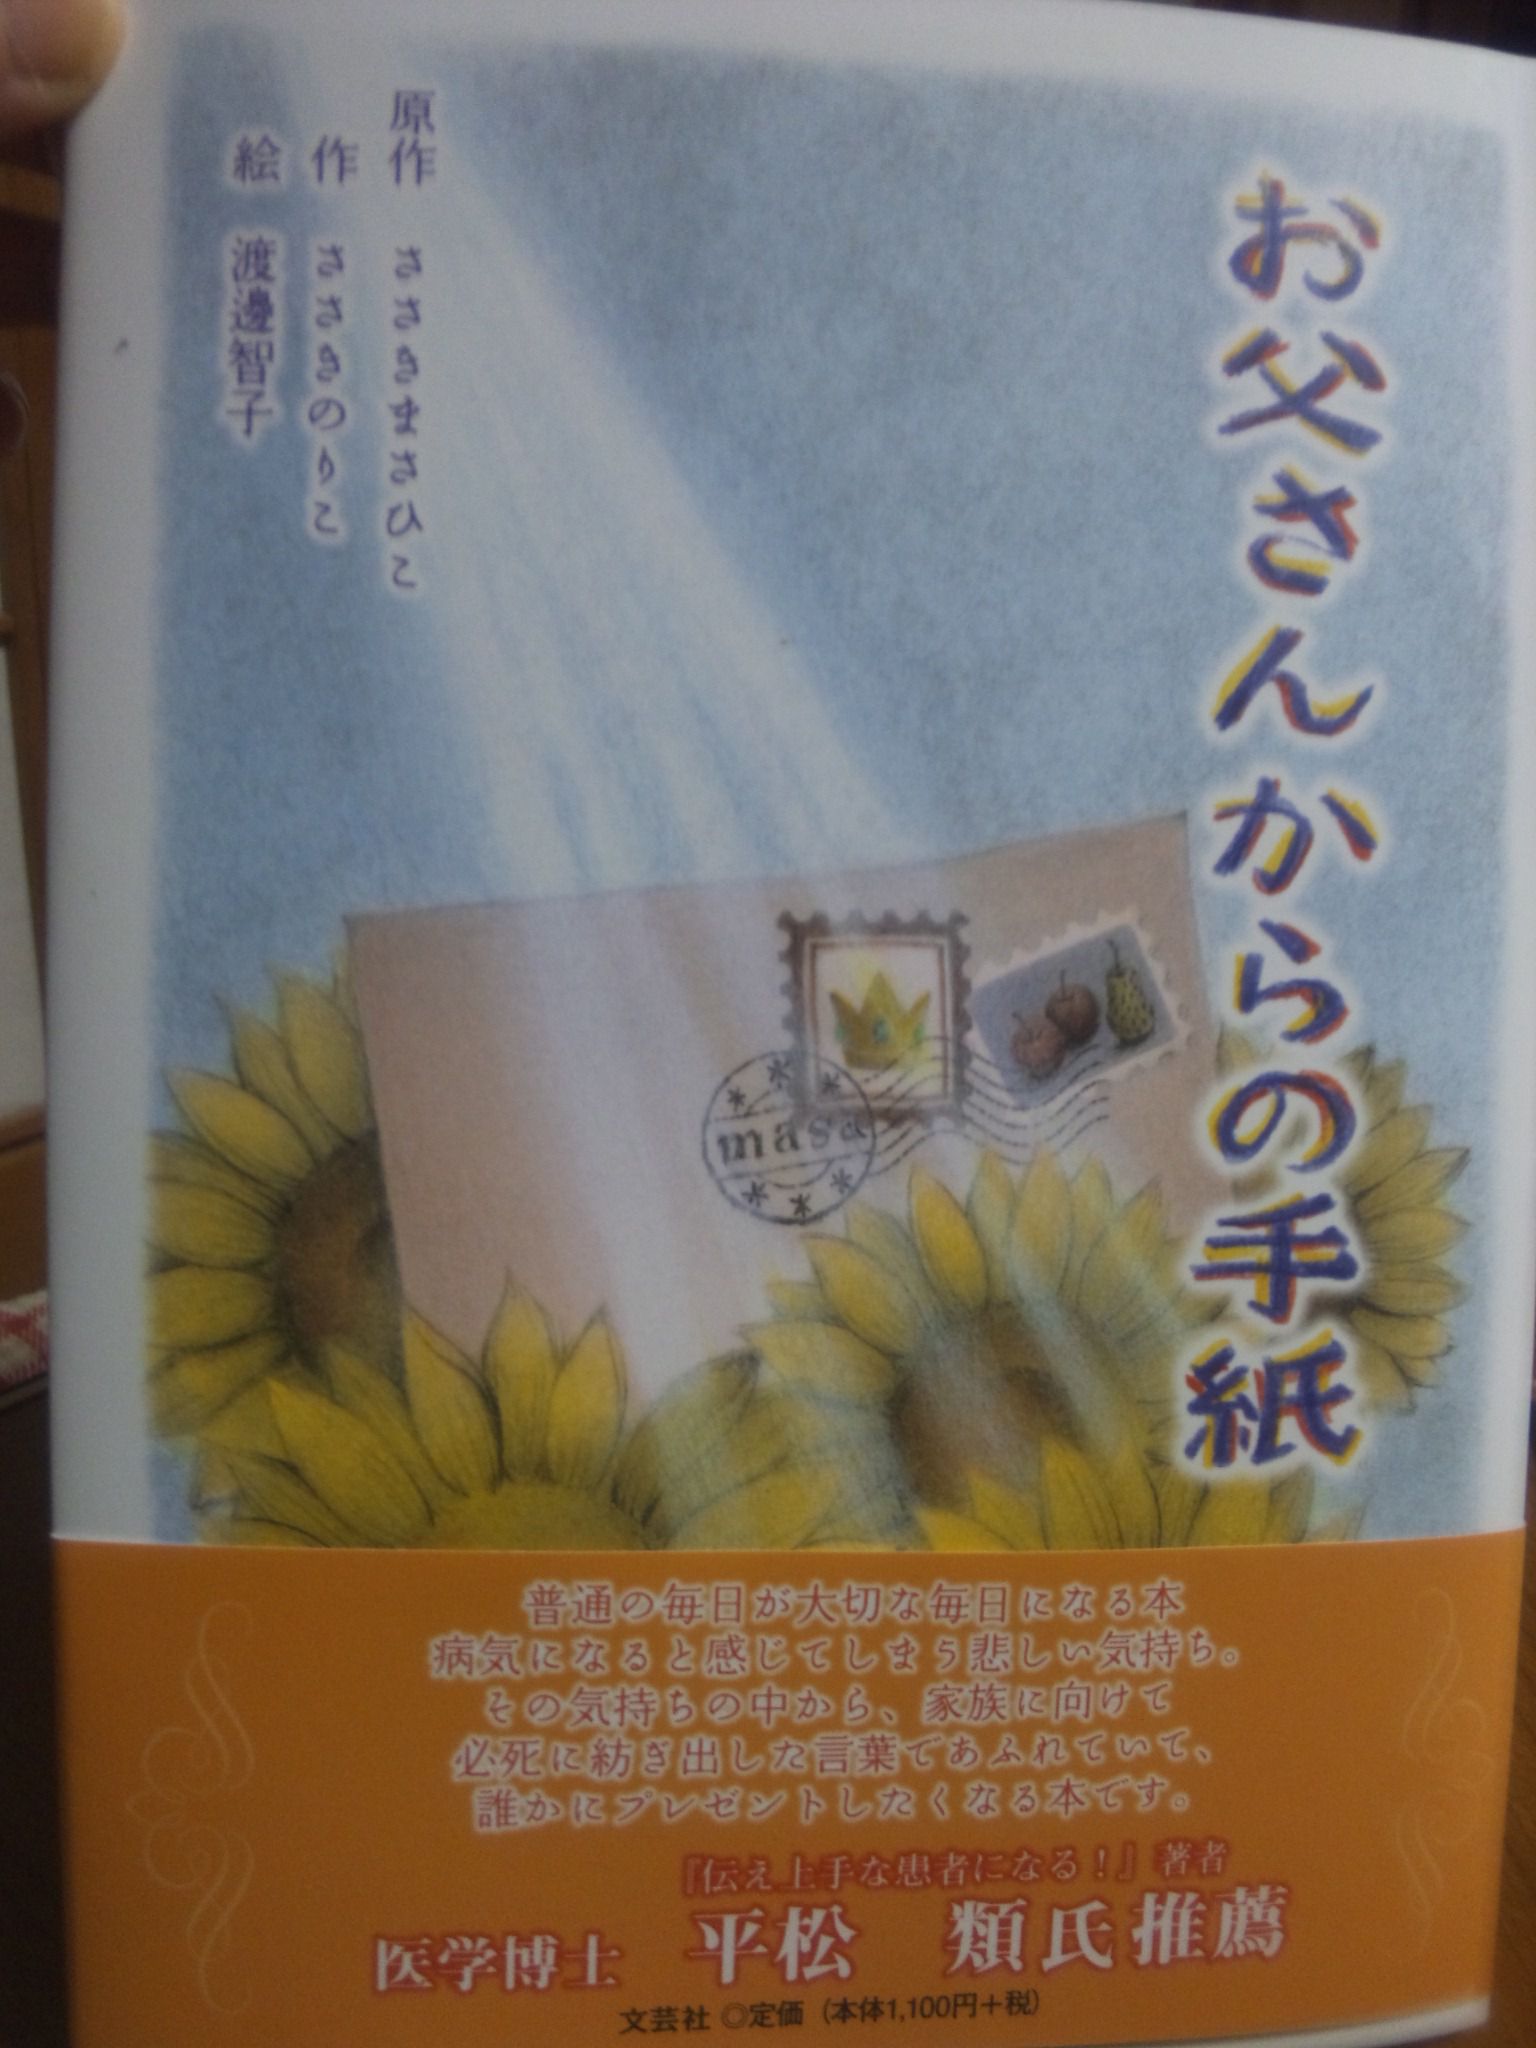 お父さんからの手紙
原作 ささきまさひこ
作 ささきのりこ
絵 渡邊智子
masa
普通の毎日が大切な毎日になる本
病気になると感じてしまう悲しい気持ち。
その気持ちの中から、家族に向けて
必死に紡ぎ出した言葉であふれていて、
誰かにプレゼントしたくなる本です。
『伝え上手な患者になる！』著者
医学博士 平松 類氏推薦
文芸社 ◎定価（本体1,100円＋税）